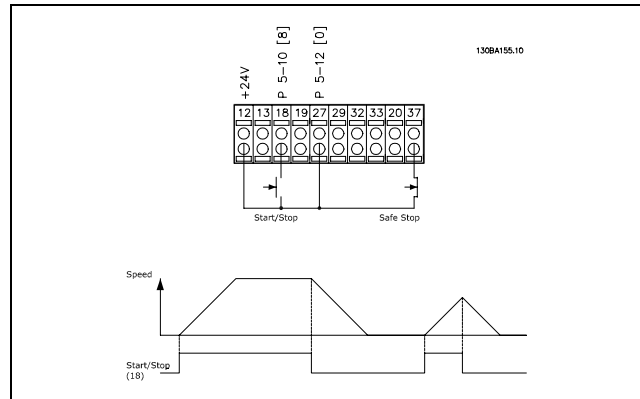 130BA155.10
+24V
P 5-10 [8]
P 5-12 [0]
12 13 18 19 27 29 32 33 20 37
Start/Stop
Safe Stop
Speed
Start/Stop
(18)